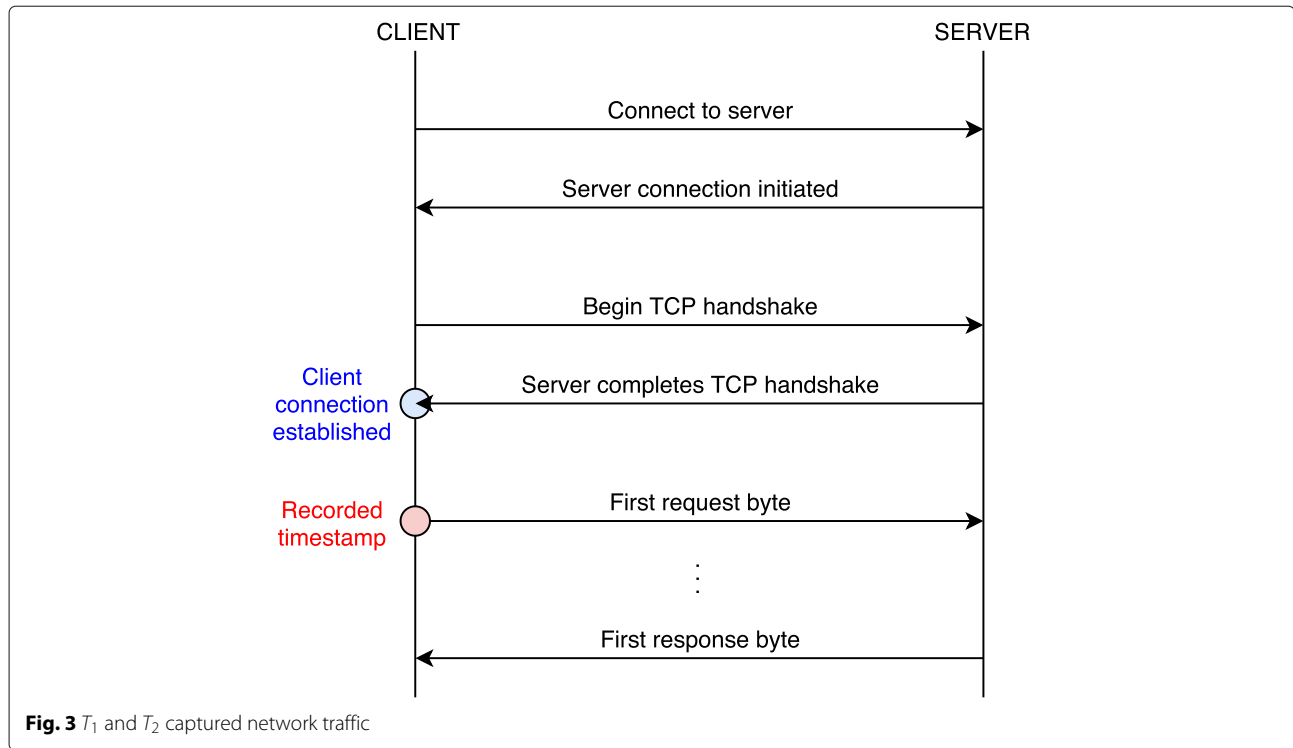 CLIENT
SERVER
Connect to server
Server connection initiated
Begin TCP handshake
Client
connection
established
Server completes TCP handshake
Recorded
timestamp
First request byte
First response byte
Fig. 3 T₁ and T₂ captured network traffic